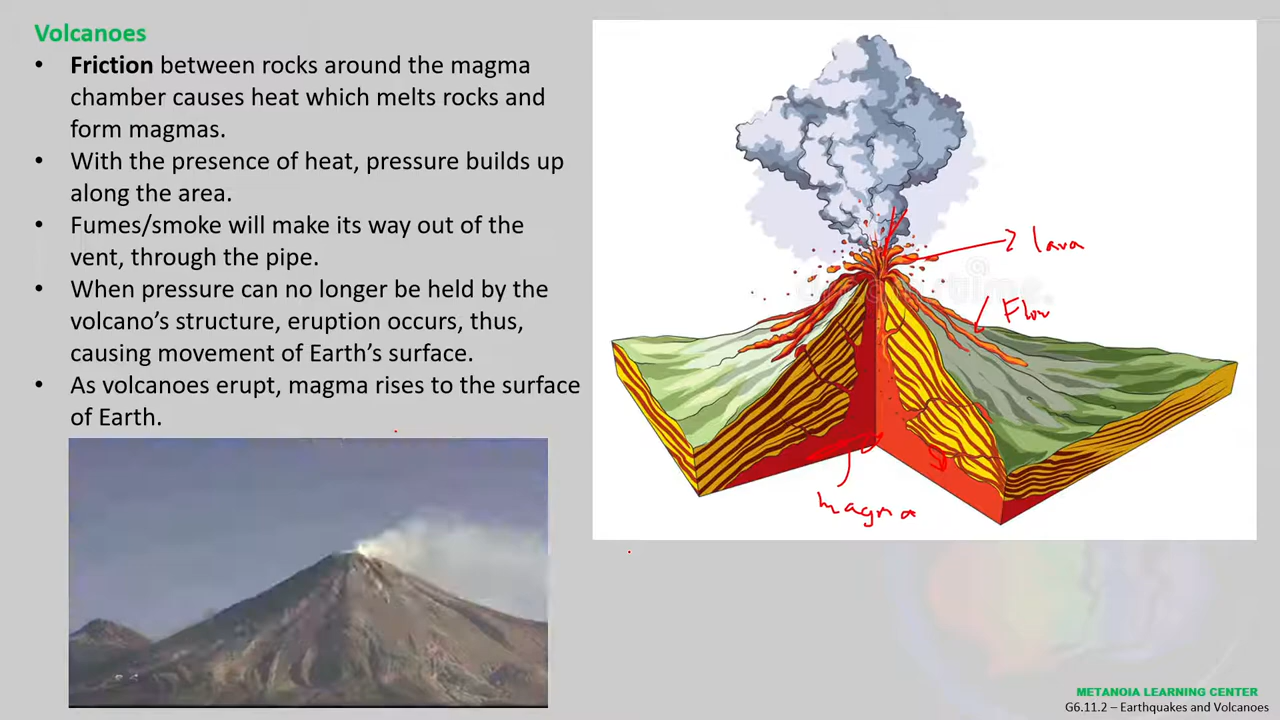 Volcanoes
• Friction between rocks around the magma
chamber causes heat which melts rocks and
form magmas.
• With the presence of heat, pressure builds up
along the area.
• Fumes/smoke will make its way out of the
vent, through the pipe.
• When pressure can no longer be held by the
volcano's structure, eruption occurs, thus,
causing movement of Earth's surface.
• As volcanoes erupt, magma rises to the surface
of Earth.
lava
Flow
magma
METANOIA LEARNING CENTER
G6.11.2 – Earthquakes and Volcanoes